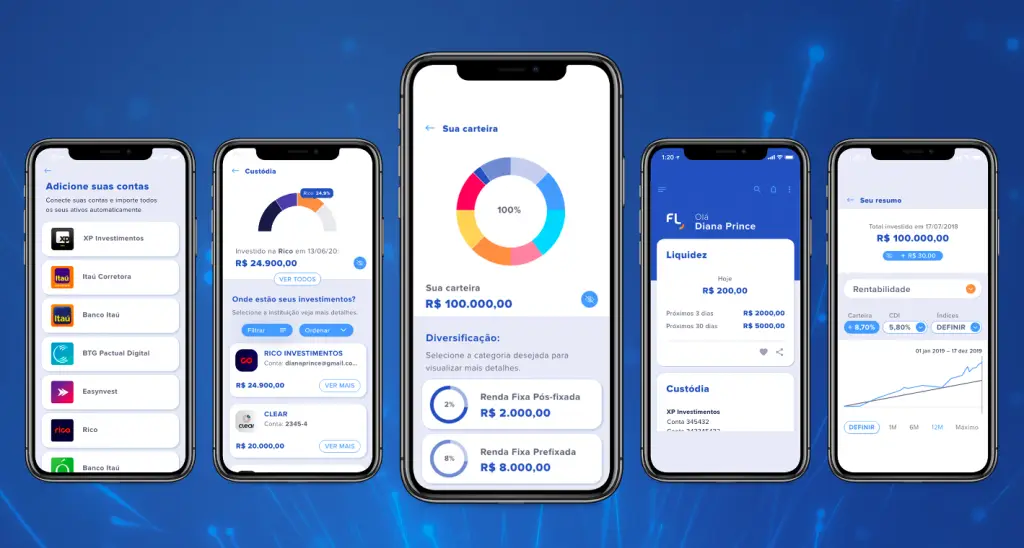 Adicione suas contas
Conecte suas contas e importe todos
os seus ativos automaticamente
xp
XP Investimentos
Itaú
Itaú Corretora
Itaú
Banco Itaú
BTG Pactual Digital
Easynvest
rico
Rico
Banco Itaú
Custódia
Rico 24,9%
Investido na Rico em 13/06/20:
R$ 24.900,00
VER TODOS
Onde estão seus investimentos?
Selecione a instituição veja mais detalhes.
Filtrar
Ordenar
RICO INVESTIMENTOS
Conta: dianaprince@gmail.co...
R$ 24.900,00
VER MAIS
CLEAR
CLEAR
Conta: 2345-4
R$ 20.000,00
VER MAIS
Sua carteira
100%
Sua carteira
R$ 100.000,00
Diversificação:
Selecione a categoria desejada para
visualizar mais detalhes.
2%
Renda Fixa Pós-fixada
R$ 2.000,00
8%
Renda Fixa Prefixada
R$ 8.000,00
1:20
FL
Olá
Diana Prince
Liquidez
Hoje
R$ 200,00
Próximos 3 dias R$ 2000,00
Próximos 30 dias R$ 5000,00
Custódia
XP Investimentos
Conta 345432
Seu resumo
Total investido em 17/07/2019
R$ 100.000,00
+ R$ 30,00
Rentabilidade
Carteira CDI Índices
+ 8,70% 5,80% DEFINIR
01 jan 2019 – 17 dez 2019
DEFINIR 1M 6M 12M Máximo